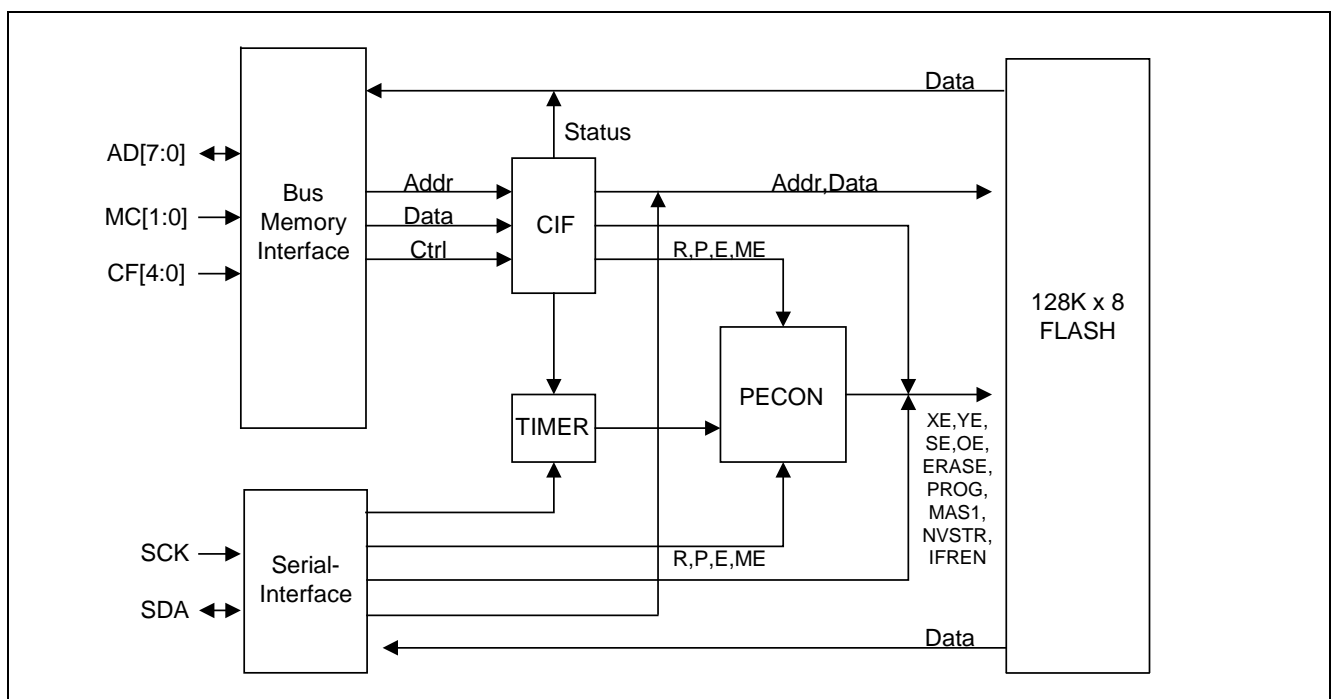 Data
Status
AD[7:0]
MC[1:0]
CF[4:0]
Bus
Memory
Interface
Addr
Data
Ctrl
CIF
Addr,Data
R,P,E,ME
128K x 8
FLASH
TIMER
PECON
XE,YE,
SE,OE,
ERASE,
PROG,
MAS1,
NVSTR,
IFREN
SCK
SDA
Serial-
Interface
R,P,E,ME
Data